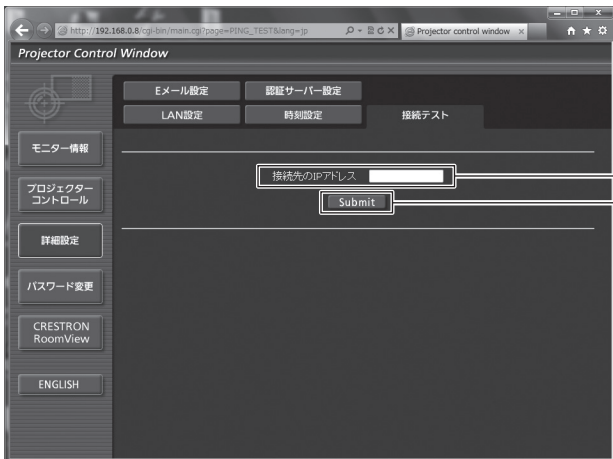 http://192.168.0.8/cgi-bin/main.cgi?page=PING_TEST&lang=jp
Projector control window
Projector Control Window
Eメール設定
認証サーバー設定
LAN設定
時刻設定
接続テスト
モニター情報
プロジェクター
コントロール
詳細設定
パスワード変更
CRESTRON
RoomView
ENGLISH
接続先のIPアドレス
Submit